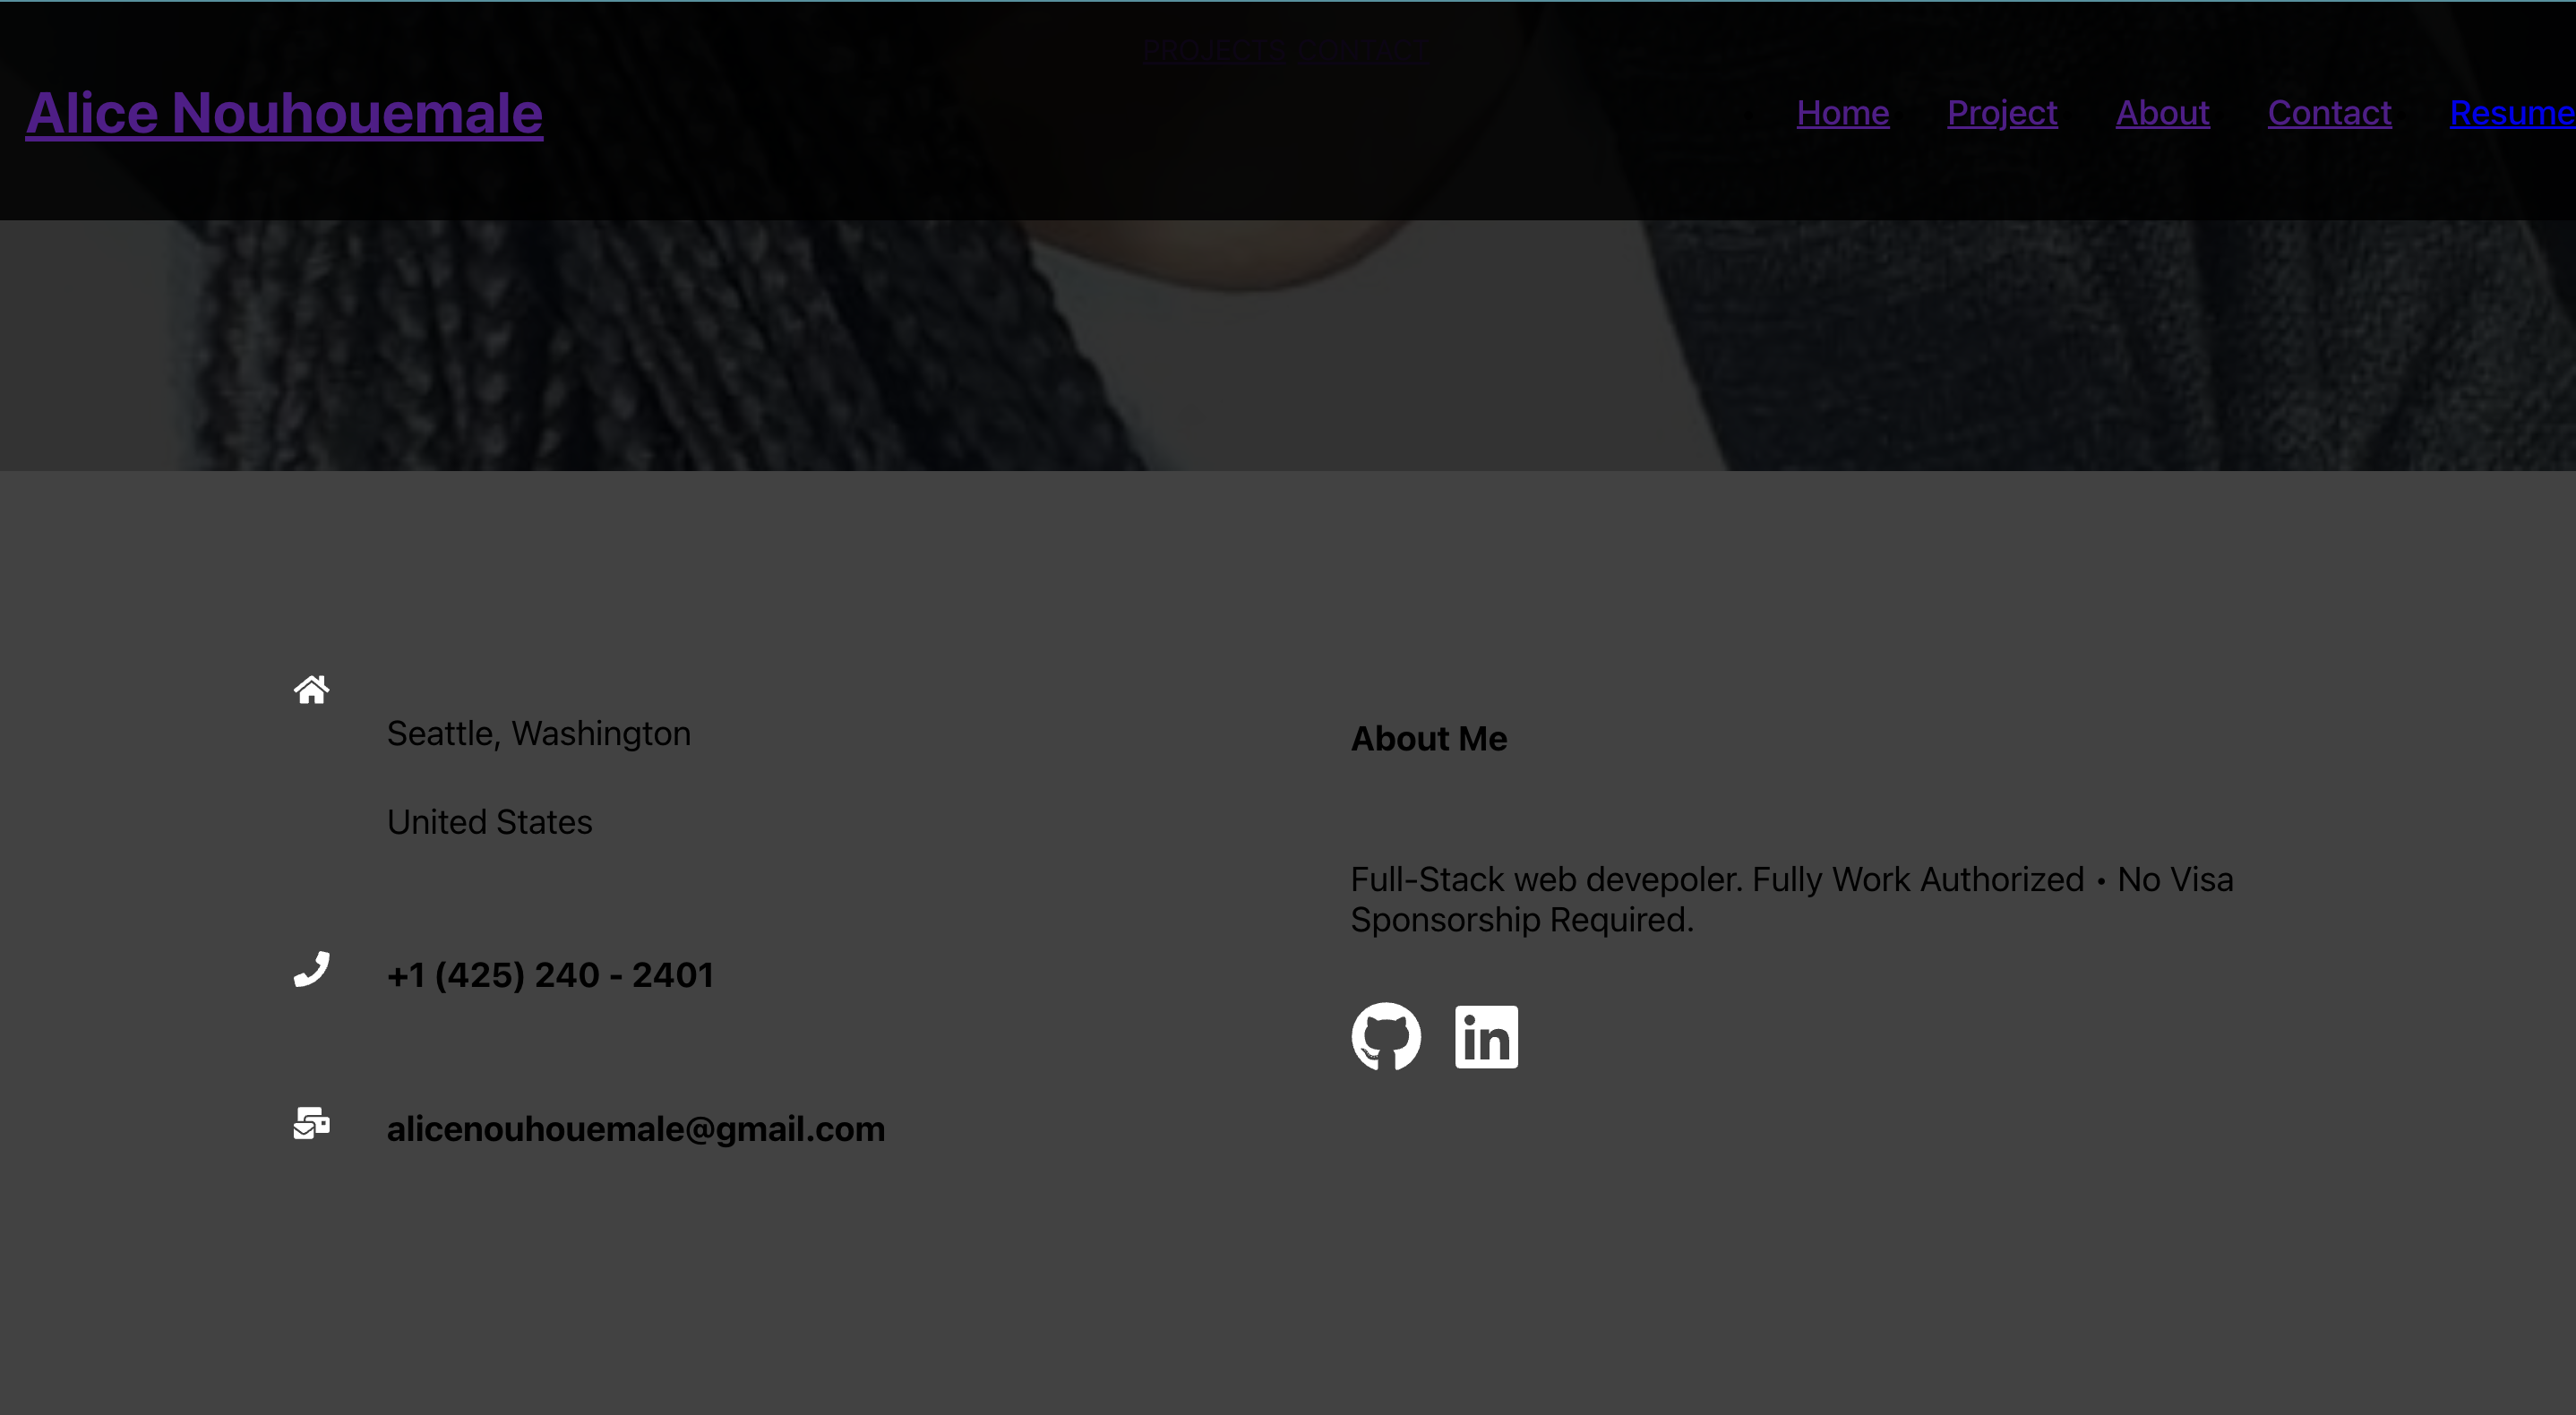 PROJECTS CONTACT
Alice Nouhouemale
Home Project About Contact Resume
Seattle, Washington
United States
+1 (425) 240 - 2401
alicenouhouemale@gmail.com
About Me
Full-Stack web devepoler. Fully Work Authorized • No Visa
Sponsorship Required.
in